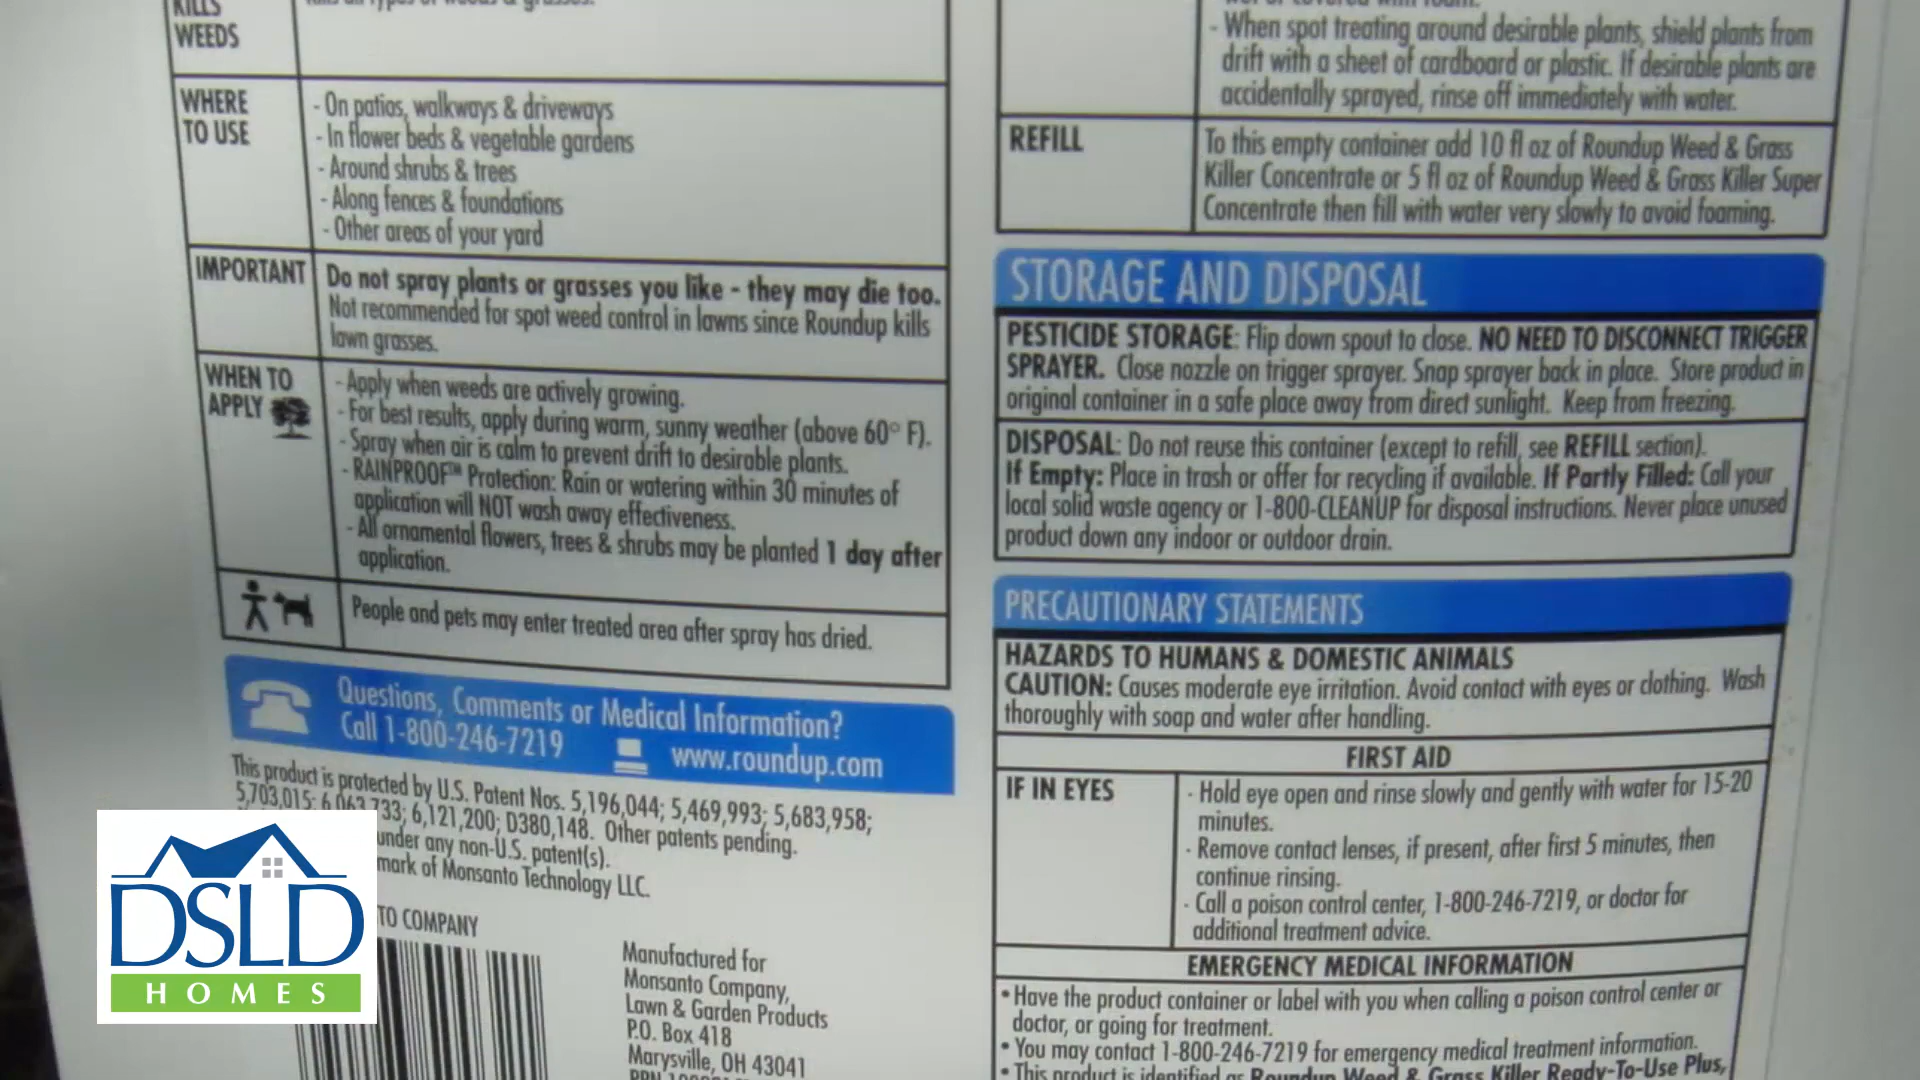 KILLS
WEEDS
WHERE
TO USE
- On patios, walkways & driveways
- In flower beds & vegetable gardens
- Around shrubs & trees
- Along fences & foundations
- Other areas of your yard
IMPORTANT
Do not spray plants or grasses you like - they may die too.
Not recommended for spot weed control in lawns since Roundup kills
lawn grasses.
WHEN TO
APPLY
- Apply when weeds are actively growing.
- For best results, apply during warm, sunny weather (above 60° F).
- Spray when air is calm to prevent drift to desirable plants.
- RAINPROOF™ Protection: Rain or watering within 30 minutes of
application will NOT wash away effectiveness.
- All ornamental flowers, trees & shrubs may be planted 1 day after
application.
People and pets may enter treated area after spray has dried.
Questions, Comments or Medical Information?
Call 1-800-246-7219
www.roundup.com
This product is protected by U.S. Patent Nos. 5,196,044; 5,469,993; 5,683,958;
5,703,015; 6,063,733; 6,121,200; D380,148. Other patents pending.
under any non-U.S. patent(s).
mark of Monsanto Technology LLC.
TO COMPANY
Manufactured for
Monsanto Company,
Lawn & Garden Products
P.O. Box 418
Marysville, OH 43041
DSLD
HOMES
- When spot treating around desirable plants, shield plants from
drift with a sheet of cardboard or plastic. If desirable plants are
accidentally sprayed, rinse off immediately with water.
REFILL
To this empty container add 10 fl oz of Roundup Weed & Grass
Killer Concentrate or 5 fl oz of Roundup Weed & Grass Killer Super
Concentrate then fill with water very slowly to avoid foaming.
STORAGE AND DISPOSAL
PESTICIDE STORAGE: Flip down spout to close. NO NEED TO DISCONNECT TRIGGER
SPRAYER. Close nozzle on trigger sprayer. Snap sprayer back in place. Store product in
original container in a safe place away from direct sunlight. Keep from freezing.
DISPOSAL: Do not reuse this container (except to refill, see REFILL section).
If Empty: Place in trash or offer for recycling if available. If Partly Filled: Call your
local solid waste agency or 1-800-CLEANUP for disposal instructions. Never place unused
product down any indoor or outdoor drain.
PRECAUTIONARY STATEMENTS
HAZARDS TO HUMANS & DOMESTIC ANIMALS
CAUTION: Causes moderate eye irritation. Avoid contact with eyes or clothing. Wash
thoroughly with soap and water after handling.
FIRST AID
IF IN EYES
- Hold eye open and rinse slowly and gently with water for 15-20
minutes.
- Remove contact lenses, if present, after first 5 minutes, then
continue rinsing.
- Call a poison control center, 1-800-246-7219, or doctor for
additional treatment advice.
EMERGENCY MEDICAL INFORMATION
• Have the product container or label with you when calling a poison control center or
doctor, or going for treatment.
• You may contact 1-800-246-7219 for emergency medical treatment information.
• This product is identified as Roundup Weed & Grass Killer Ready-To-Use Plus,